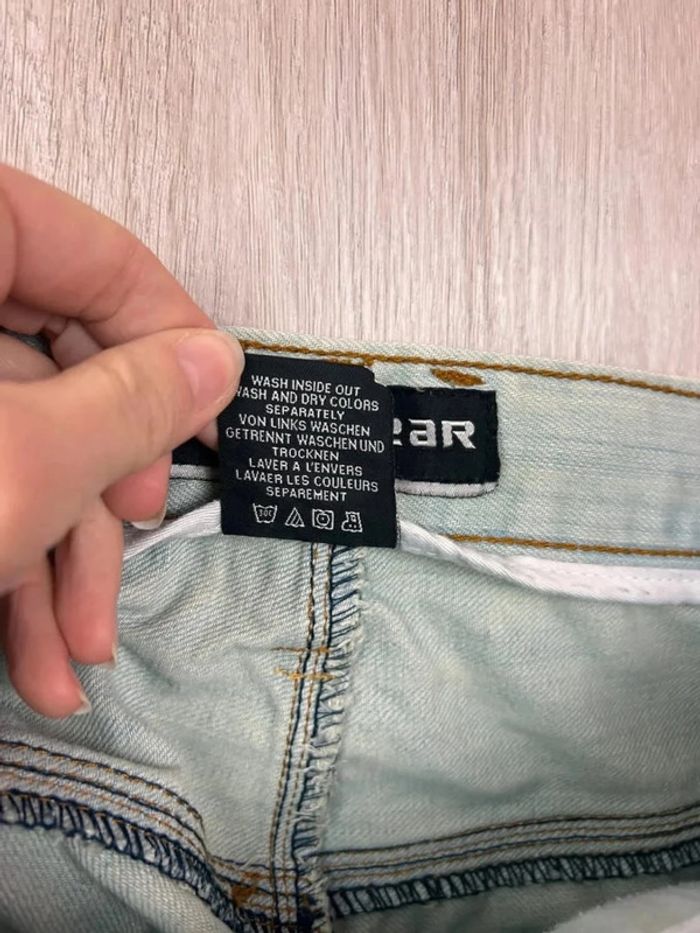 WASH INSIDE OUT
WASH AND DRY COLORS
SEPARATELY
VON LINKS WASCHEN
GETRENNT WASCHEN UND
TROCKNEN
LAVER A L'ENVERS
LAVAER LES COULEURS
SEPAREMENT
30